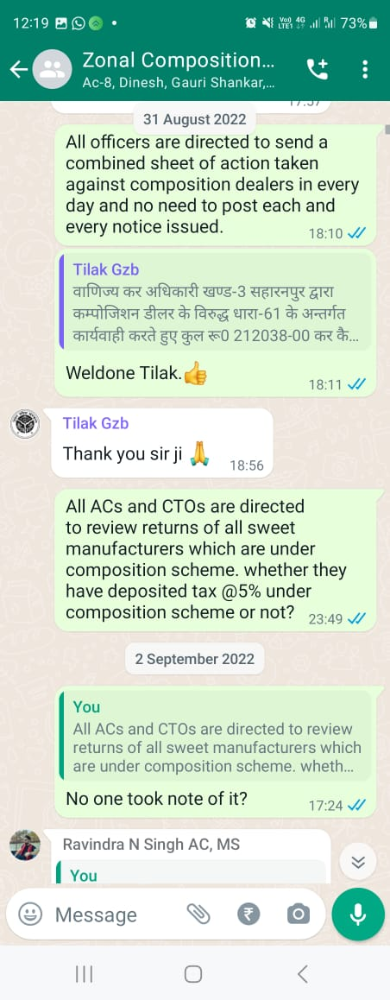 12:19
Vo) 4G
LTE1
R
73%
Zonal Composition...
Ac-8, Dinesh, Gauri Shankar,...
17:57
31 August 2022
All officers are directed to send a
combined sheet of action taken
against composition dealers in every
day and no need to post each and
every notice issued.
18:10
Tilak Gzb
वाणिज्य कर अधिकारी खण्ड-3 सहारनपुर द्वारा
कम्पोजिशन डीलर के विरुद्ध धारा-61 के अन्तर्गत
कार्यवाही करते हुए कुल रू0 212038-00 कर कै...
Weldone Tilak.👍
18:11
Tilak Gzb
Thank you sir ji 🙏
18:56
All ACs and CTOs are directed
to review returns of all sweet
manufacturers which are under
composition scheme. whether they
have deposited tax @5% under
composition scheme or not?
23:49
2 September 2022
You
All ACs and CTOs are directed to review
returns of all sweet manufacturers which
are under composition scheme. wheth...
No one took note of it?
17:24
Ravindra N Singh AC, MS
You
Message